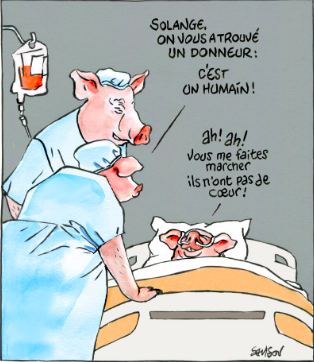 SOLANGE,
ON VOUS A TROUVÉ
UN DONNEUR :
C'EST
UN HUMAIN !
ah! ah!
Vous me faites
marcher
ils n'ont pas de
cœur !
SAMSON